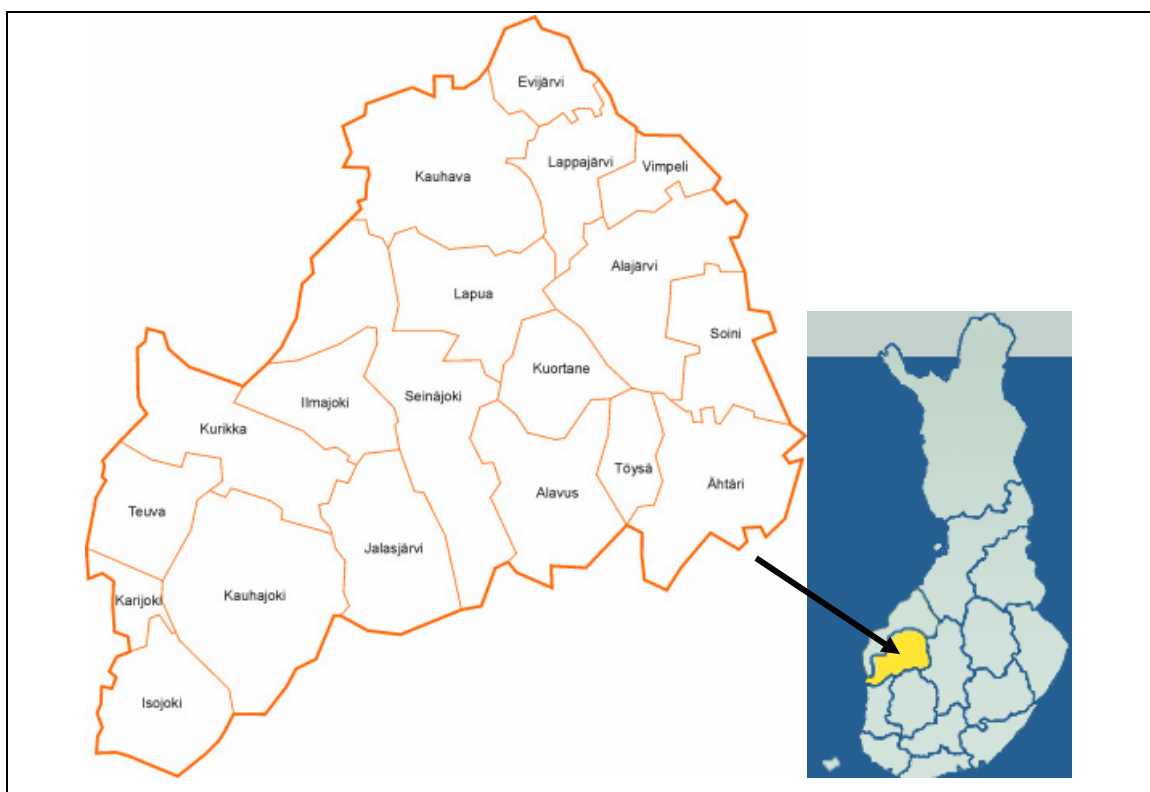 Evijärvi
Lappajärvi
Vimpeli
Kauhava
Alajärvi
Lapua
Soini
Kuortane
Seinäjoki
Ilmajoki
Kurikka
Töysä
Ähtäri
Alavus
Teuva
Jalasjärvi
Kauhajoki
Karijoki
Isojoki